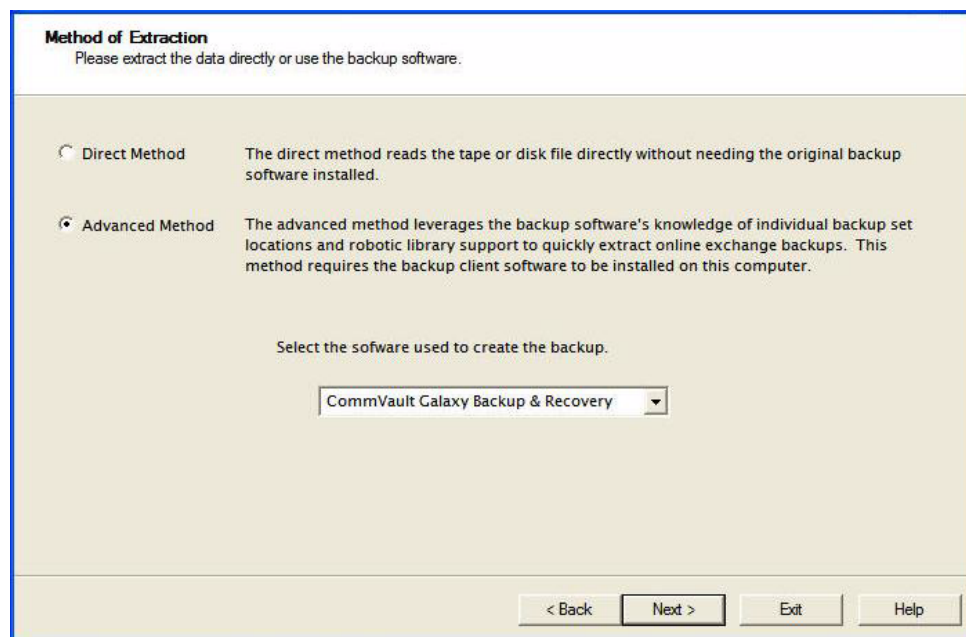 Method of Extraction
Please extract the data directly or use the backup software.
Direct Method
The direct method reads the tape or disk file directly without needing the original backup
software installed.
Advanced Method
The advanced method leverages the backup software's knowledge of individual backup set
locations and robotic library support to quickly extract online exchange backups. This
method requires the backup client software to be installed on this computer.
Select the sofware used to create the backup.
CommVault Galaxy Backup & Recovery
< Back
Next >
Exit
Help